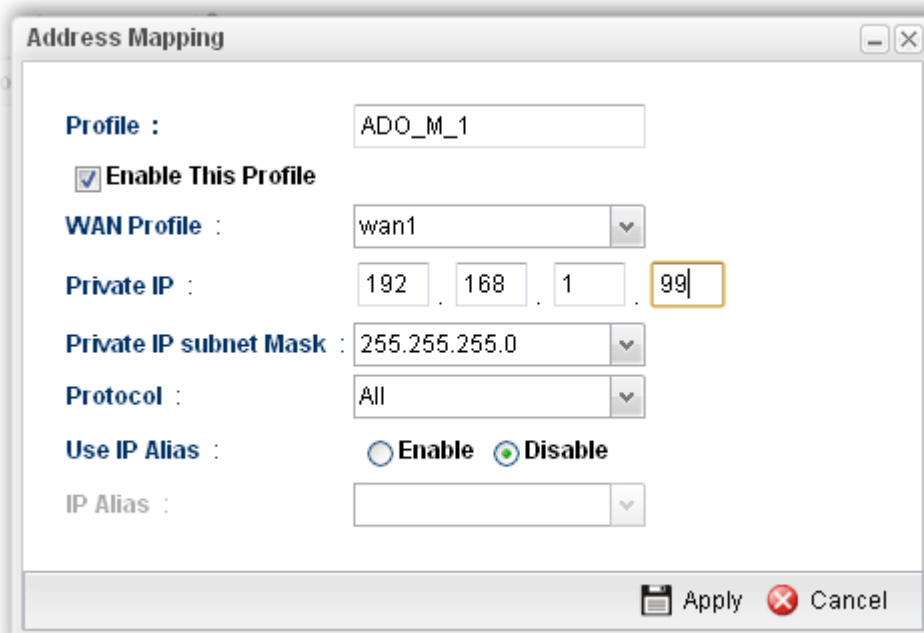 Address Mapping
Profile : ADO_M_1
Enable This Profile
WAN Profile : wan1
Private IP : 192 . 168 . 1 . 99
Private IP subnet Mask : 255.255.255.0
Protocol : All
Use IP Alias : Enable Disable
IP Alias :
Apply Cancel